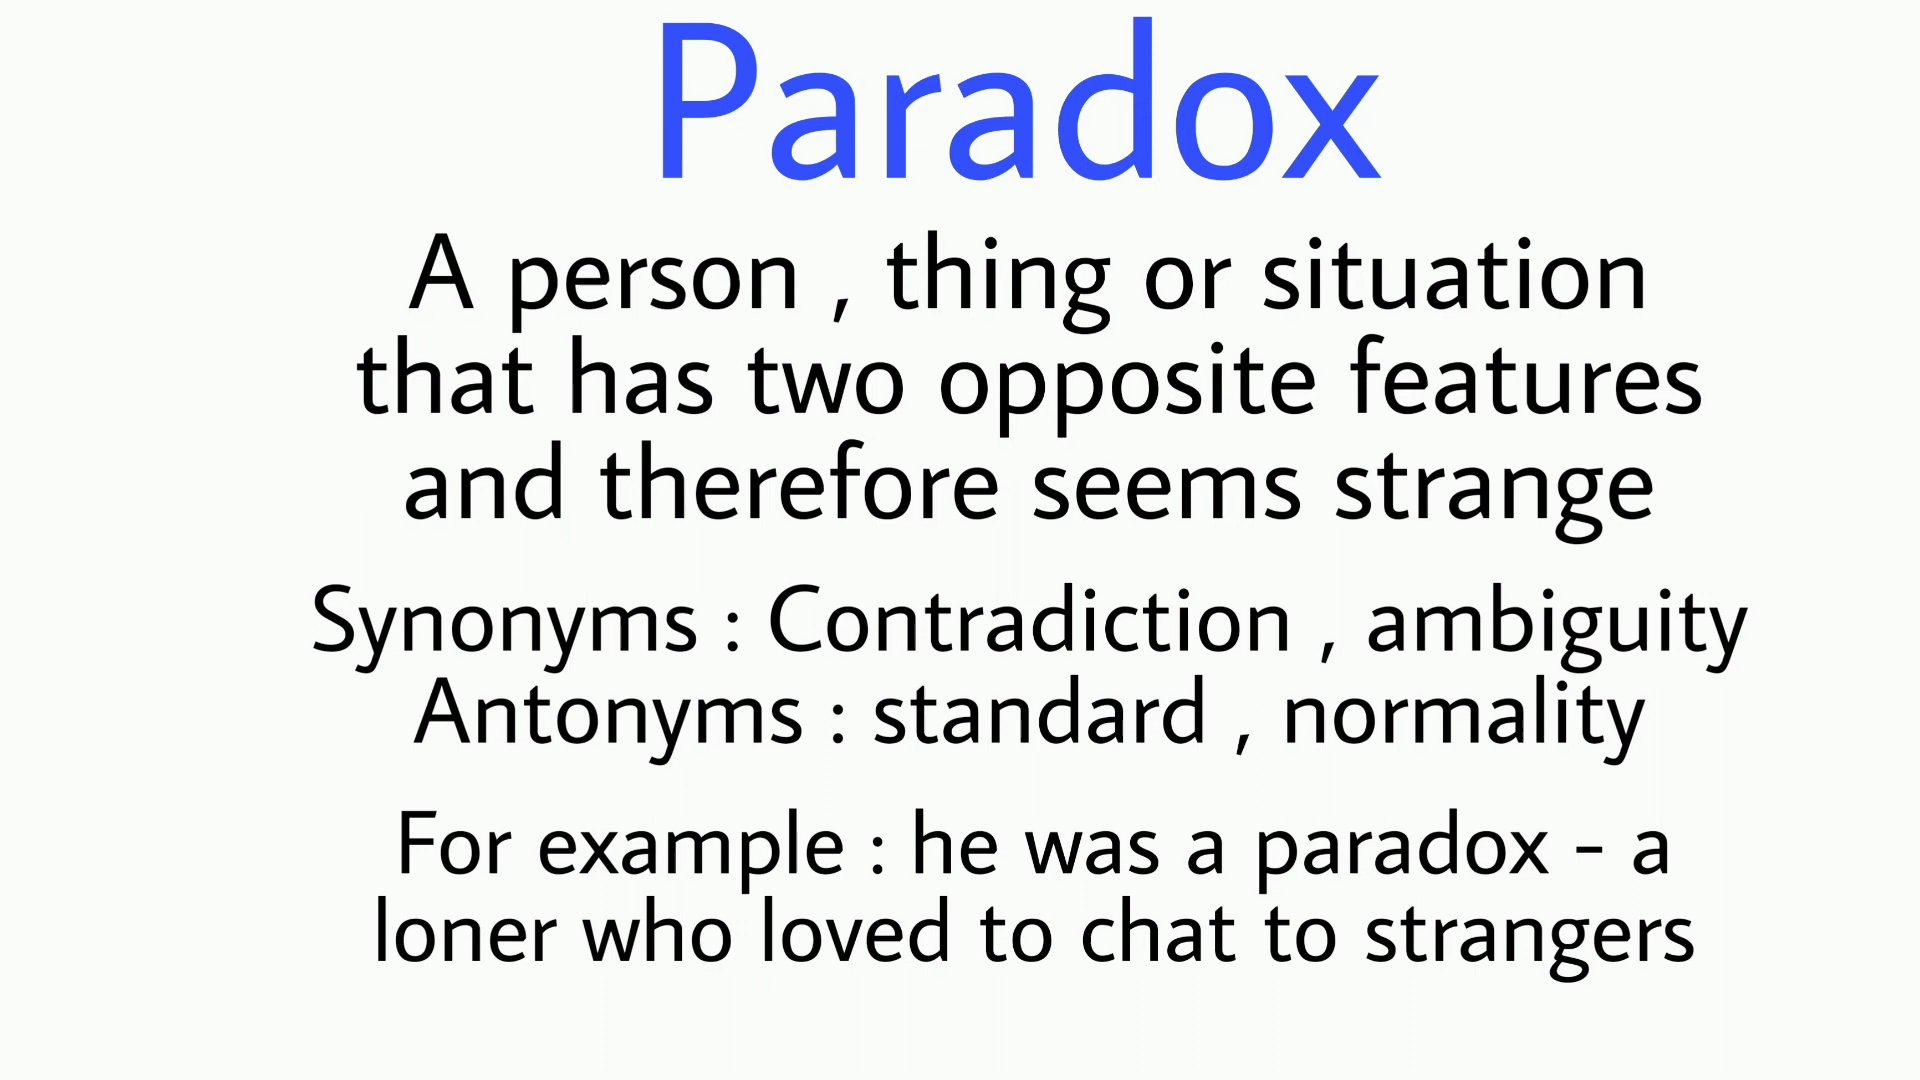 Paradox
A person , thing or situation
that has two opposite features
and therefore seems strange
Synonyms : Contradiction , ambiguity
Antonyms : standard , normality
For example : he was a paradox - a
loner who loved to chat to strangers